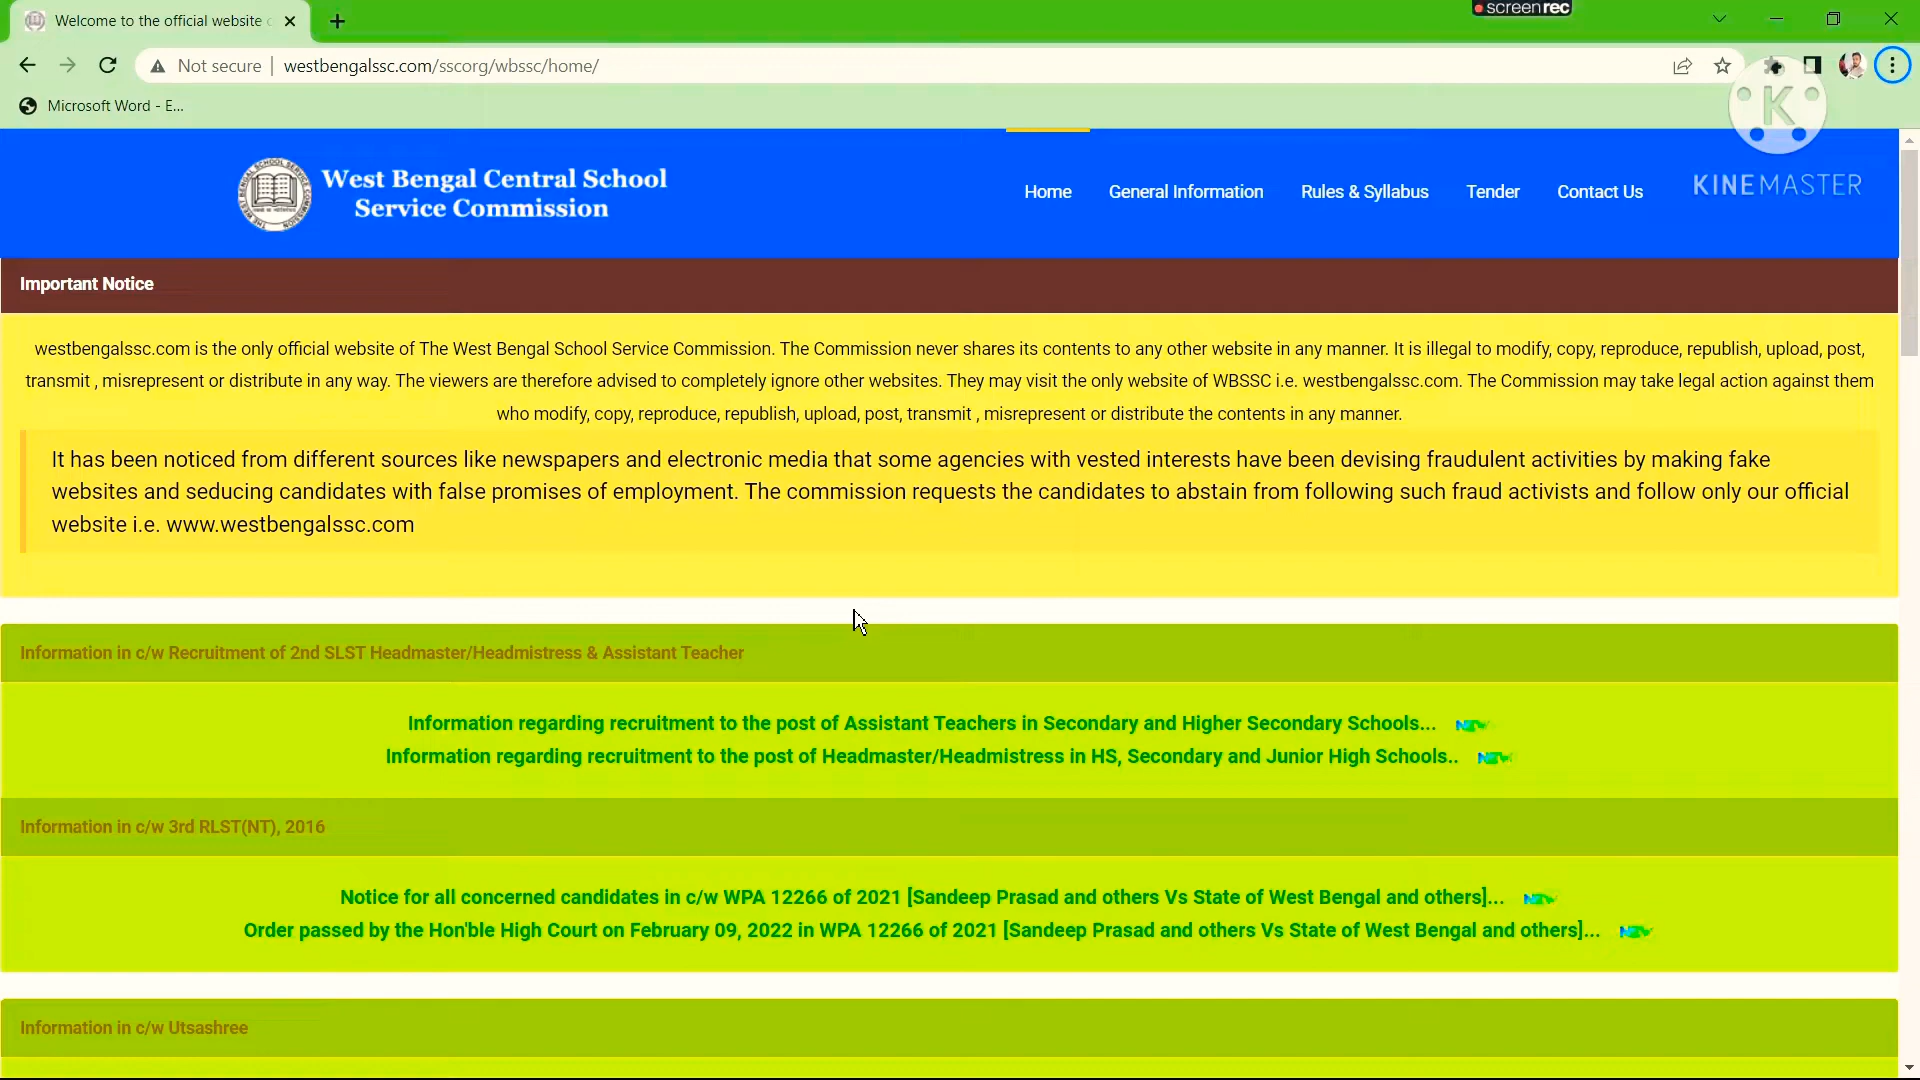 screenrec
Welcome to the official website
Not secure
westbengalssc.com/sscorg/wbssc/home/
Microsoft Word - E...
K
West Bengal Central School
Service Commission
Home
General Information
Rules & Syllabus
Tender
Contact Us
KINEMASTER
Important Notice
westbengalssc.com is the only official website of The West Bengal School Service Commission. The Commission never shares its contents to any other website in any manner. It is illegal to modify, copy, reproduce, republish, upload, post,
transmit , misrepresent or distribute in any way. The viewers are therefore advised to completely ignore other websites. They may visit the only website of WBSSC i.e. westbengalssc.com. The Commission may take legal action against them
who modify, copy, reproduce, republish, upload, post, transmit , misrepresent or distribute the contents in any manner.
It has been noticed from different sources like newspapers and electronic media that some agencies with vested interests have been devising fraudulent activities by making fake
websites and seducing candidates with false promises of employment. The commission requests the candidates to abstain from following such fraud activists and follow only our official
website i.e. www.westbengalssc.com
Information in c/w Recruitment of 2nd SLST Headmaster/Headmistress & Assistant Teacher
Information regarding recruitment to the post of Assistant Teachers in Secondary and Higher Secondary Schools... NEW
Information regarding recruitment to the post of Headmaster/Headmistress in HS, Secondary and Junior High Schools.. NEW
Information in c/w 3rd RLST(NT), 2016
Notice for all concerned candidates in c/w WPA 12266 of 2021 [Sandeep Prasad and others Vs State of West Bengal and others]... NEW
Order passed by the Hon'ble High Court on February 09, 2022 in WPA 12266 of 2021 [Sandeep Prasad and others Vs State of West Bengal and others]... NEW
Information in c/w Utsashree